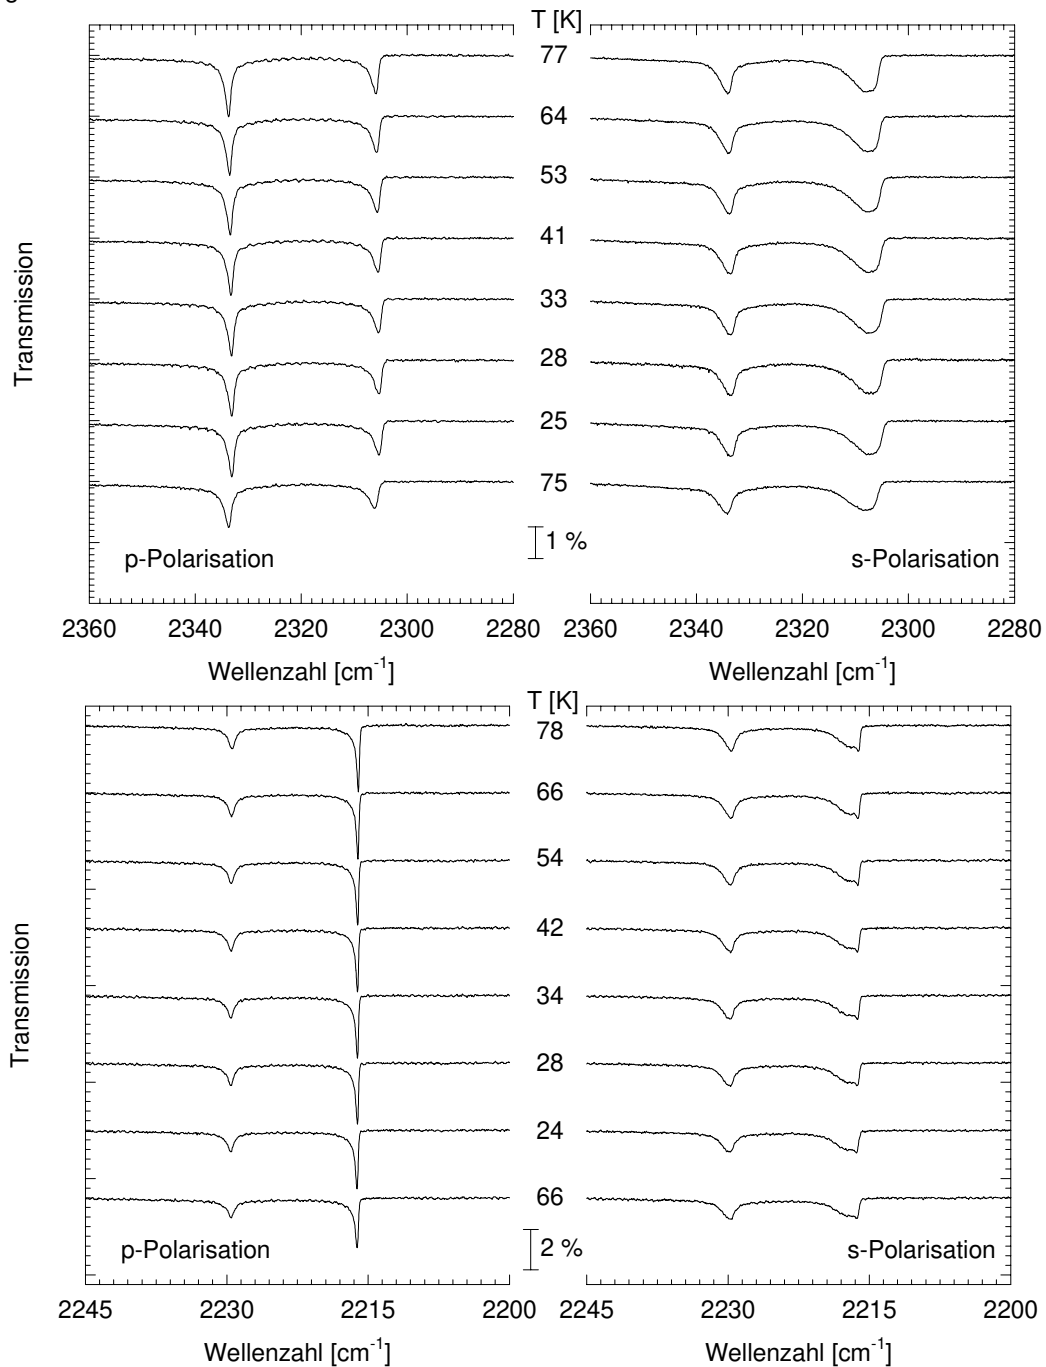 T [K]
77
64
53
41
33
28
25
75
Transmission
1 %
p-Polarisation
s-Polarisation
2360 2340 2320 2300 2280 2360 2340 2320 2300 2280
Wellenzahl [cm-1] Wellenzahl [cm-1]
T [K]
78
66
54
42
34
28
24
66
Transmission
2 %
p-Polarisation
s-Polarisation
2245 2230 2215 2200 2245 2230 2215 2200
Wellenzahl [cm-1] Wellenzahl [cm-1]